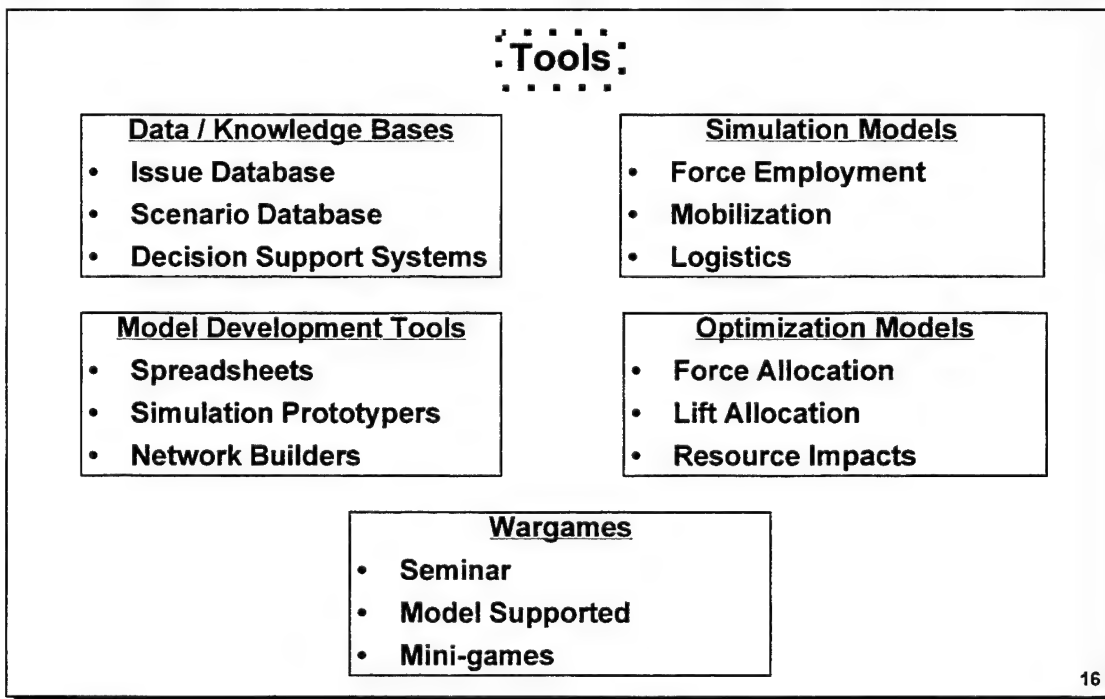 Tools
Data / Knowledge Bases
• Issue Database
• Scenario Database
• Decision Support Systems
Simulation Models
• Force Employment
• Mobilization
• Logistics
Model Development Tools
• Spreadsheets
• Simulation Prototypers
• Network Builders
Optimization Models
• Force Allocation
• Lift Allocation
• Resource Impacts
Wargames
• Seminar
• Model Supported
• Mini-games
16